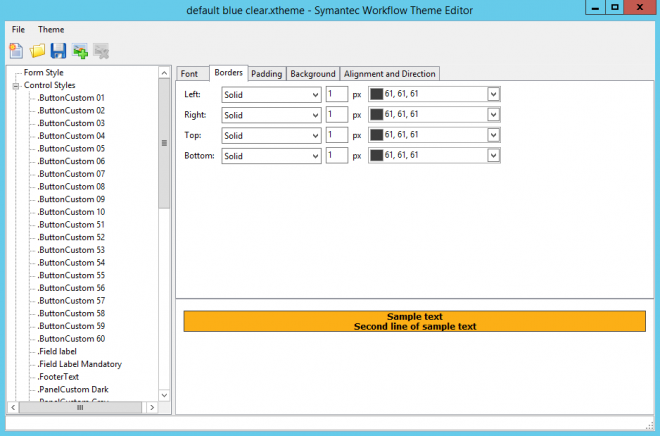 default blue clear.xtheme - Symantec Workflow Theme Editor
File Theme
Form Style
Control Styles
.ButtonCustom 01
.ButtonCustom 02
.ButtonCustom 03
.ButtonCustom 04
.ButtonCustom 05
.ButtonCustom 06
.ButtonCustom 07
.ButtonCustom 08
.ButtonCustom 09
.ButtonCustom 10
.ButtonCustom 51
.ButtonCustom 52
.ButtonCustom 53
.ButtonCustom 54
.ButtonCustom 55
.ButtonCustom 56
.ButtonCustom 57
.ButtonCustom 58
.ButtonCustom 59
.ButtonCustom 60
.Field label
.Field Label Mandatory
.FooterText
.PanelCustom Dark
.PanelCustom Grey
Font Borders Padding Background Alignment and Direction
Left: Solid 1 px 61, 61, 61
Right: Solid 1 px 61, 61, 61
Top: Solid 1 px 61, 61, 61
Bottom: Solid 1 px 61, 61, 61
Sample text
Second line of sample text